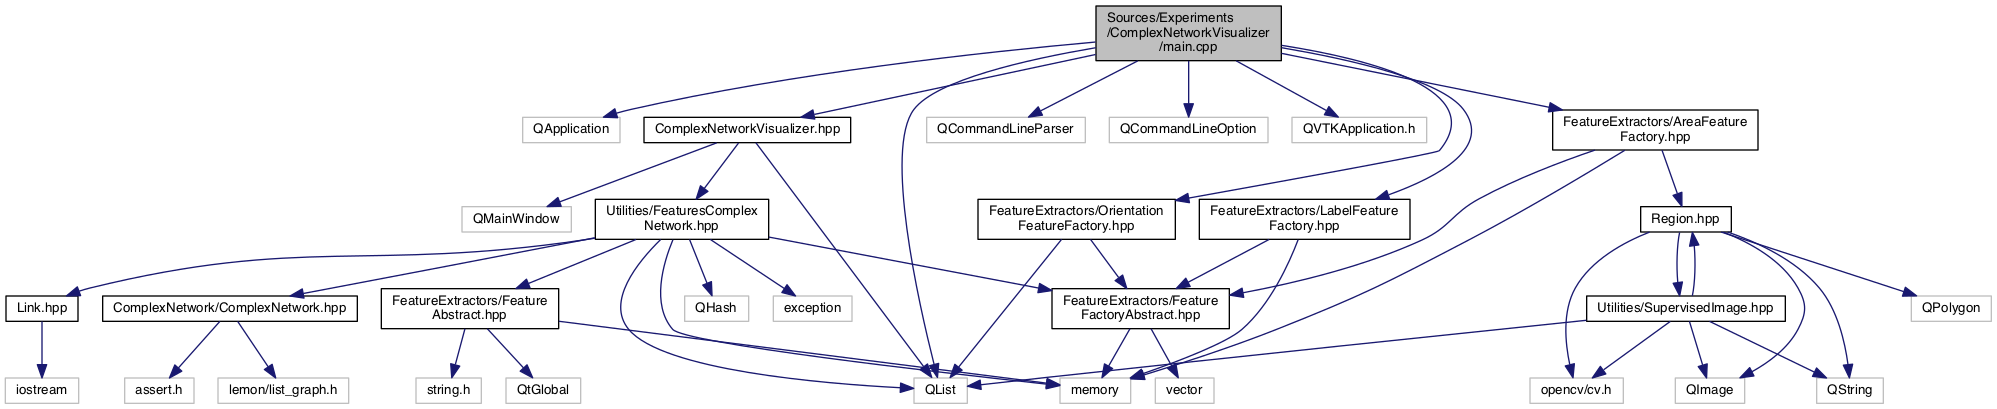 Sources/Experiments
/ComplexNetworkVisualizer
/main.cpp
QApplication
ComplexNetworkVisualizer.hpp
QCommandLineParser
QCommandLineOption
QVTKApplication.h
FeatureExtractors/AreaFeature
Factory.hpp
QMainWindow
Utilities/FeaturesComplex
Network.hpp
FeatureExtractors/Orientation
FeatureFactory.hpp
FeatureExtractors/LabelFeature
Factory.hpp
Region.hpp
Link.hpp
ComplexNetwork/ComplexNetwork.hpp
FeatureExtractors/Feature
Abstract.hpp
QHash
exception
FeatureExtractors/Feature
FactoryAbstract.hpp
Utilities/SupervisedImage.hpp
QPolygon
iostream
assert.h
lemon/list_graph.h
string.h
QtGlobal
QList
memory
vector
opencv/cv.h
QImage
QString